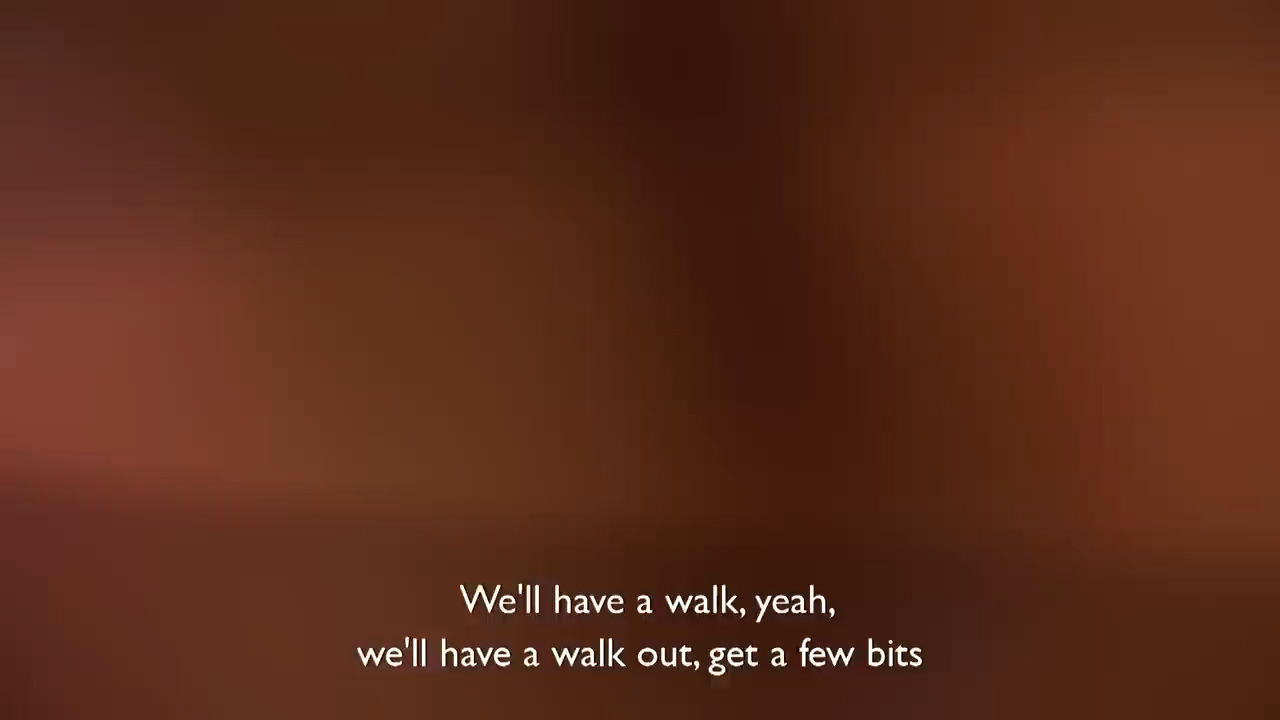 We'll have a walk, yeah,
we'll have a walk out, get a few bits